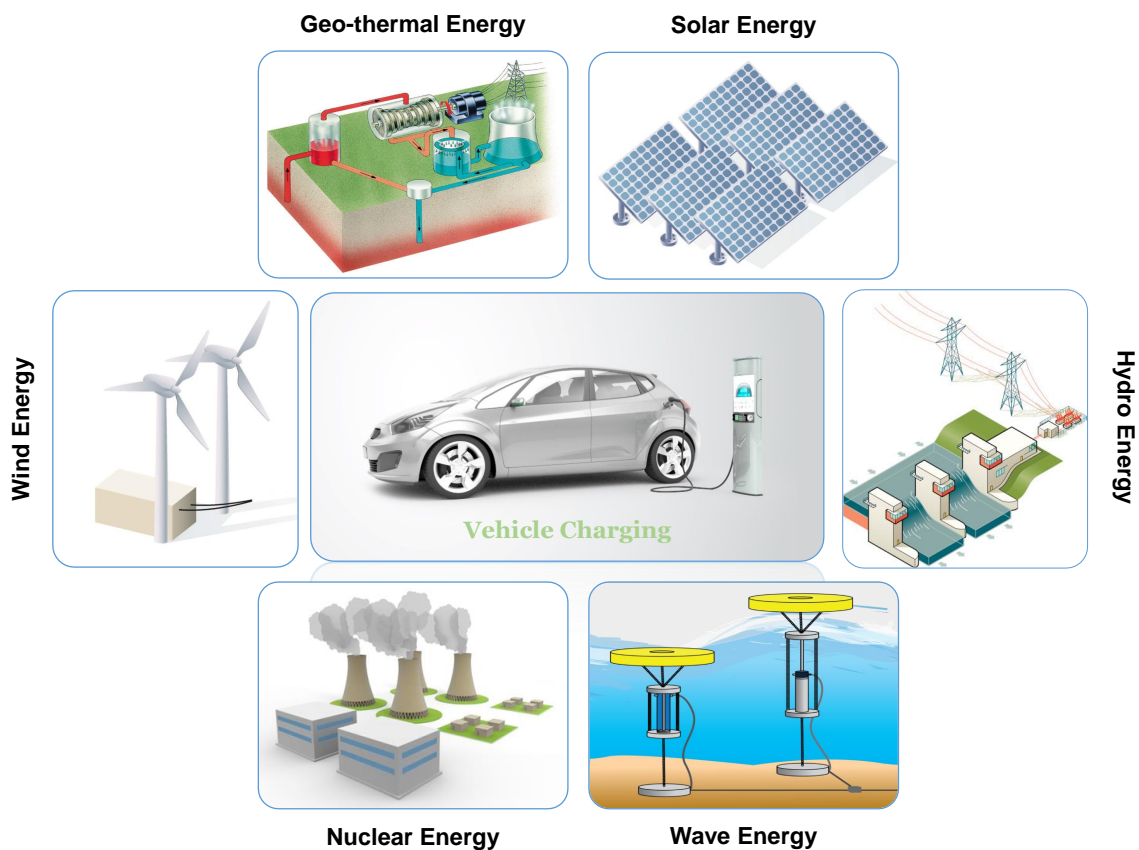 Geo-thermal Energy
Solar Energy
Wind Energy
Vehicle Charging
Hydro Energy
Nuclear Energy
Wave Energy